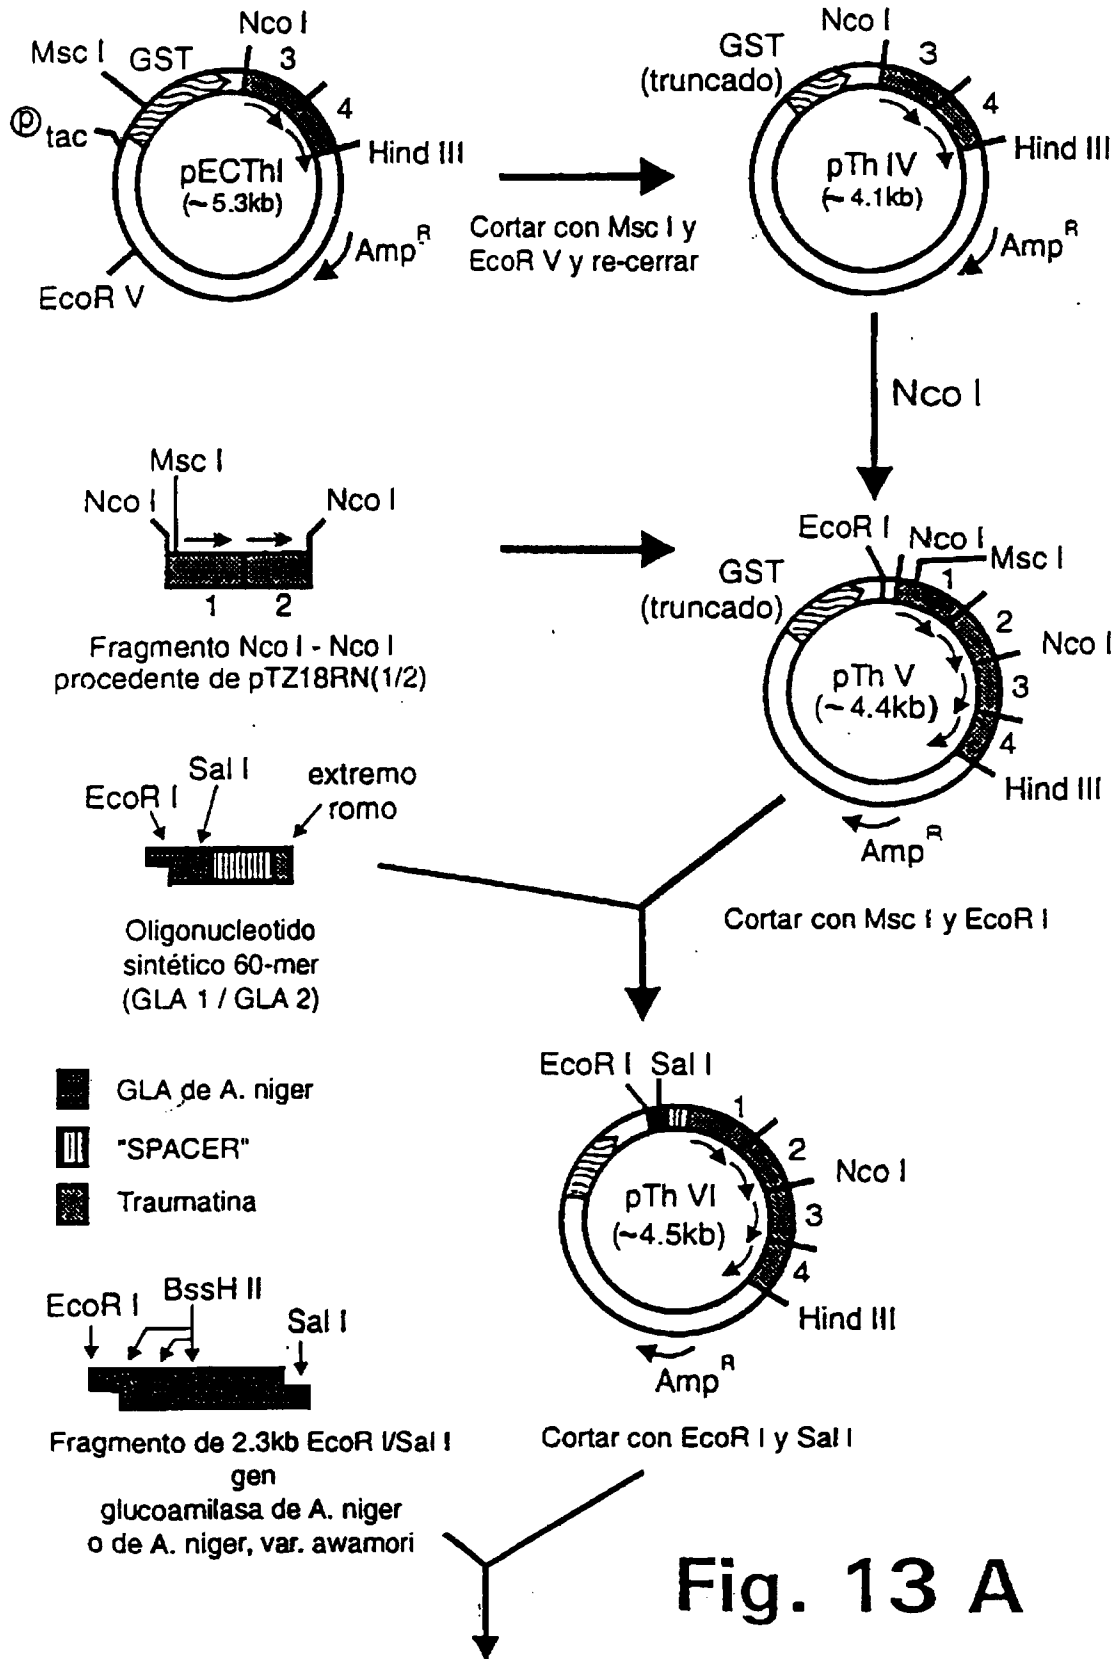 Nco I
Msc I
GST
3
4
Ⓟtac
Hind III
pECThI
(~5.3kb)
Amp^R
EcoR V
Cortar con Msc I y
EcoR V y re-cerrar
GST
(truncado)
Nco I
3
4
Hind III
pTh IV
(~4.1kb)
Amp^R
Nco I
Msc I
Nco I
Nco I
1
2
Fragmento Nco I - Nco I
procedente de pTZ18RN(1/2)
EcoR I
Nco I
Msc I
GST
(truncado)
1
2
Nco I
3
4
pTh V
(~4.4kb)
Hind III
Amp^R
Cortar con Msc I y EcoR I
Sal I
EcoR I
extremo
romo
Oligonucleotido
sintético 60-mer
(GLA 1 / GLA 2)
GLA de A. niger
"SPACER"
Traumatina
EcoR I
Sal I
1
2
Nco I
3
4
pTh VI
(~4.5kb)
Hind III
Amp^R
Cortar con EcoR I y Sal I
EcoR I
BssH II
Sal I
Fragmento de 2.3kb EcoR I/Sal I
gen
glucoamilasa de A. niger
o de A. niger, var. awamori
Fig. 13 A